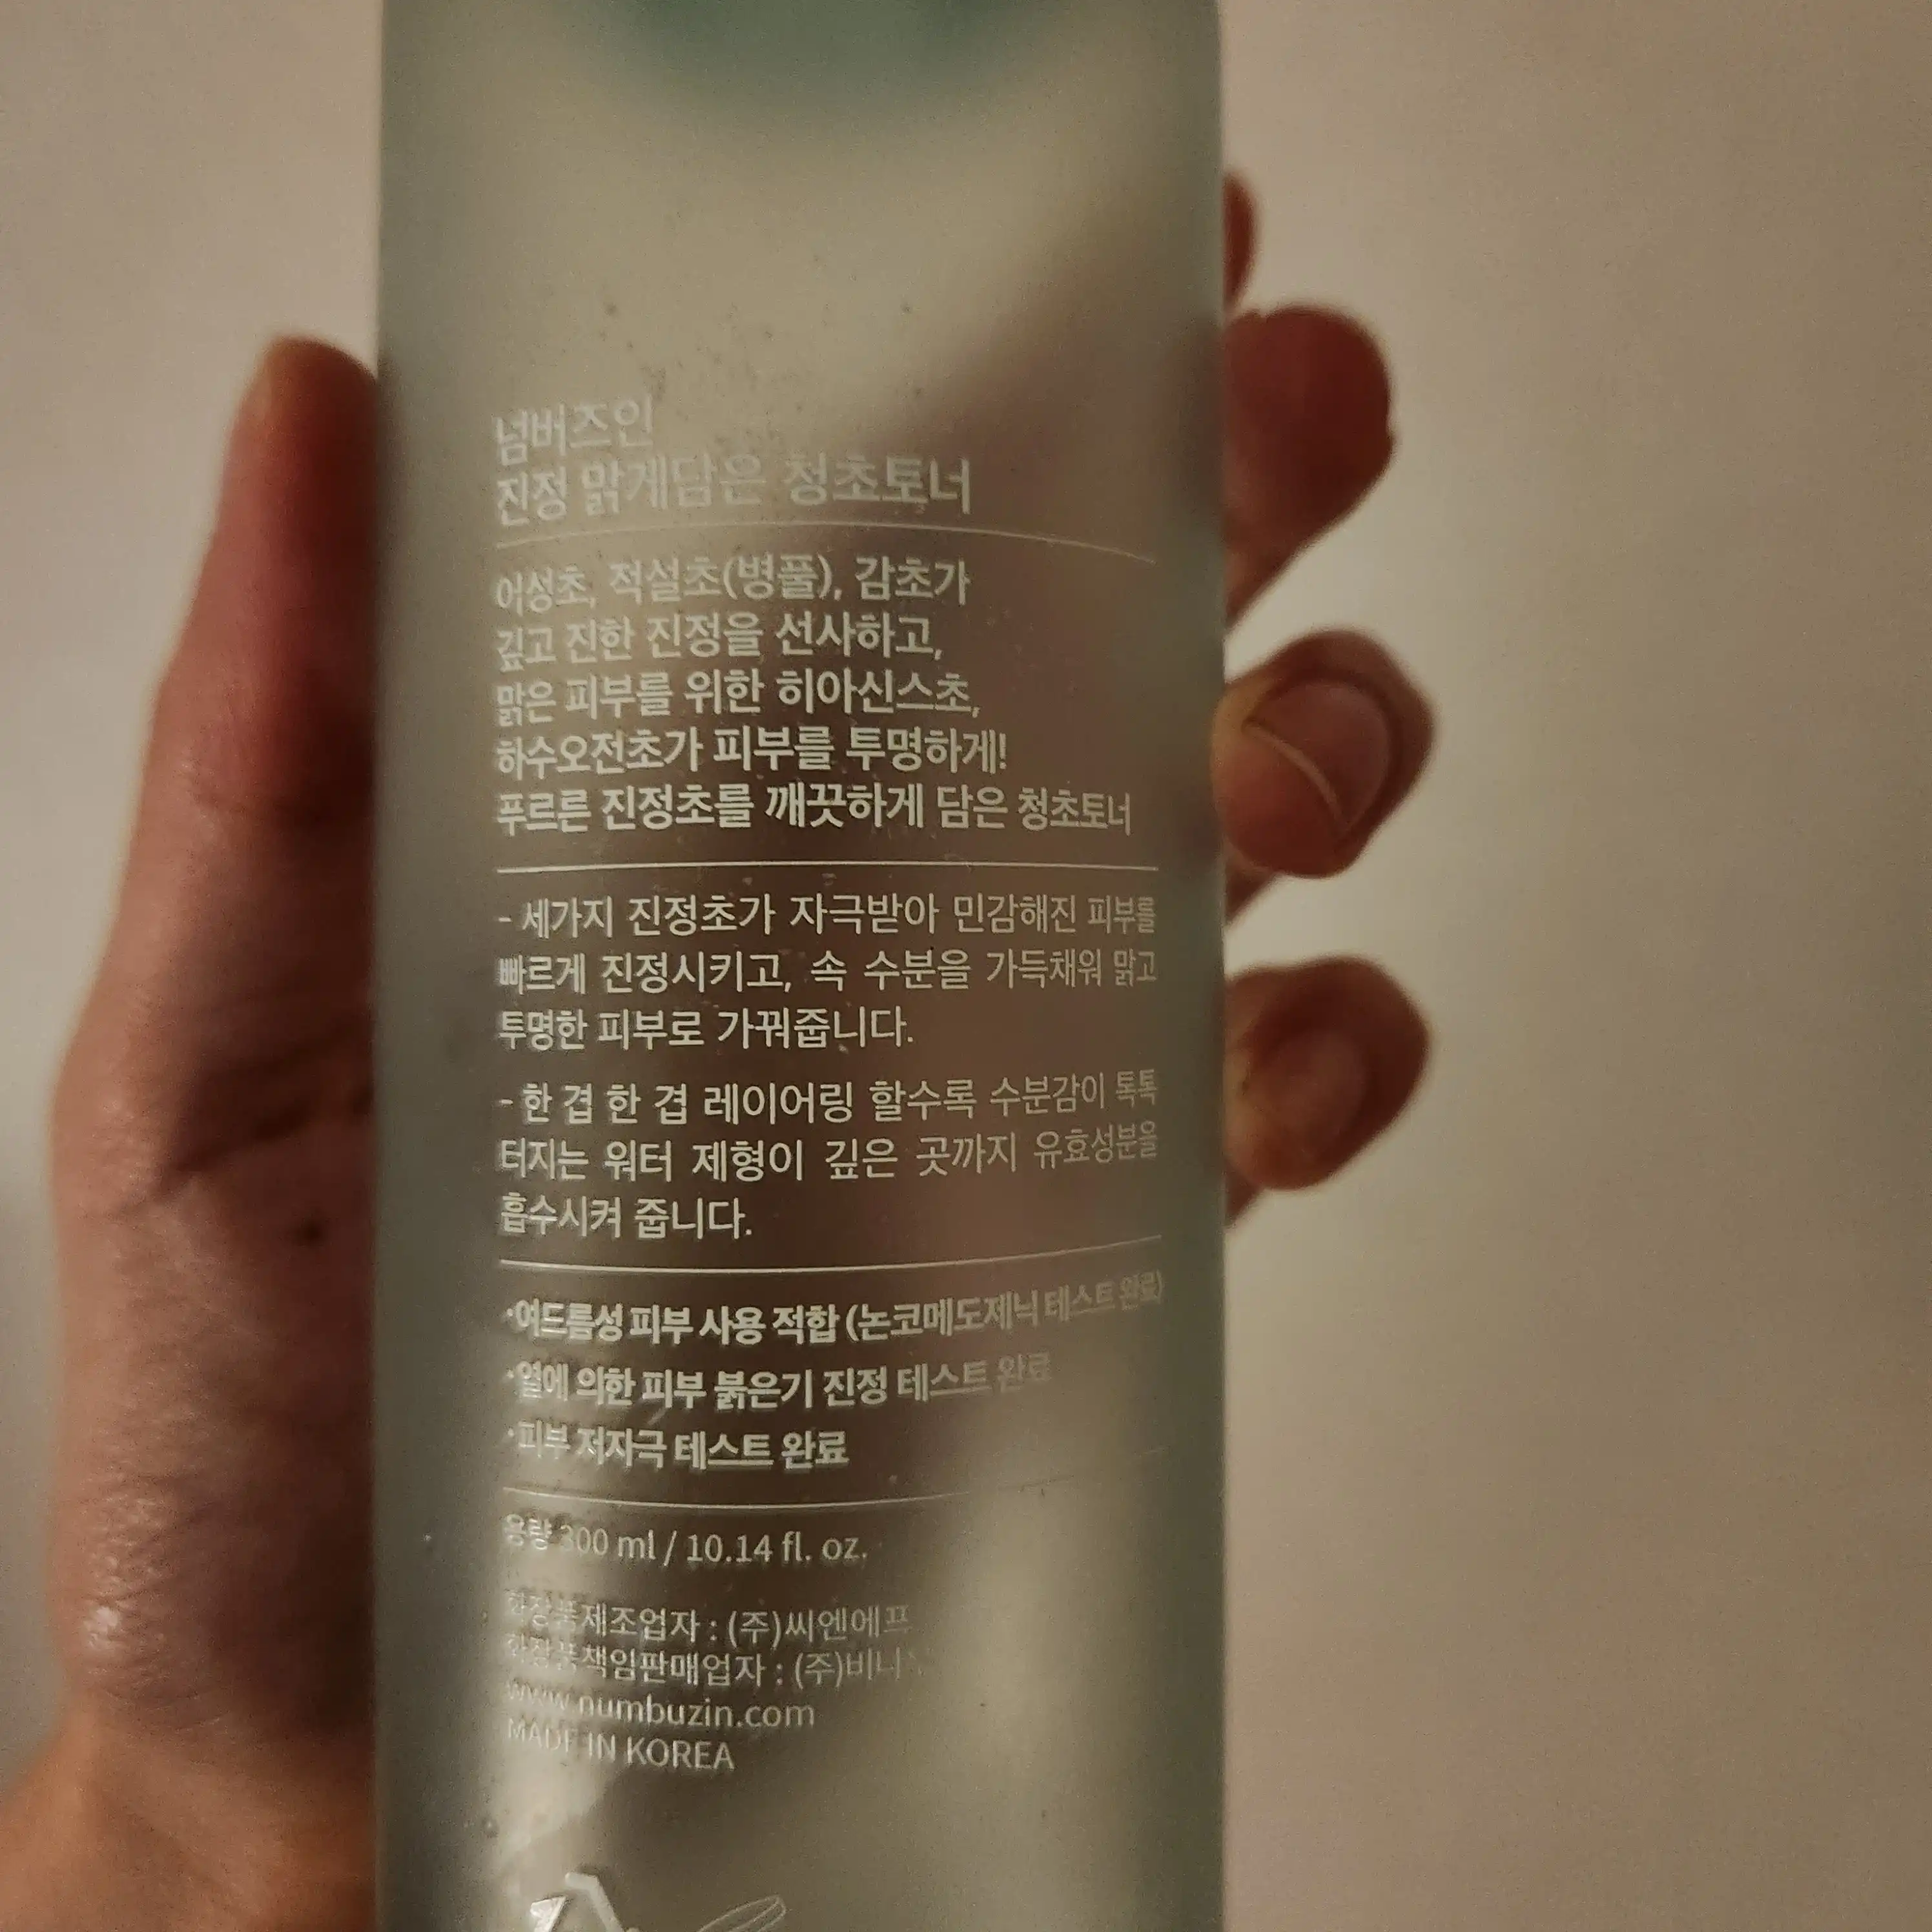 넘버즈인
진정 맑게담은 청초토너
어성초, 적설초(병풀), 감초가
깊고 진한 진정을 선사하고,
맑은 피부를 위한 히아신스초,
하수오전초가 피부를 투명하게!
푸르른 진정초를 깨끗하게 담은 청초토너
- 세가지 진정초가 자극받아 민감해진 피부를
빠르게 진정시키고, 속 수분을 가득채워 맑고
투명한 피부로 가꿔줍니다.
- 한 겹 한 겹 레이어링 할수록 수분감이 톡톡
터지는 워터 제형이 깊은 곳까지 유효성분을
흡수시켜 줍니다.
·여드름성 피부 사용 적합 (논코메도제닉 테스트 완료)
·열에 의한 피부 붉은기 진정 테스트 완료
·피부 저자극 테스트 완료
용량 300 ml / 10.14 fl. oz.
화장품제조업자 : (주)씨엔에프
화장품책임판매업자 : (주)비나
www.numbuzin.com
MADE IN KOREA